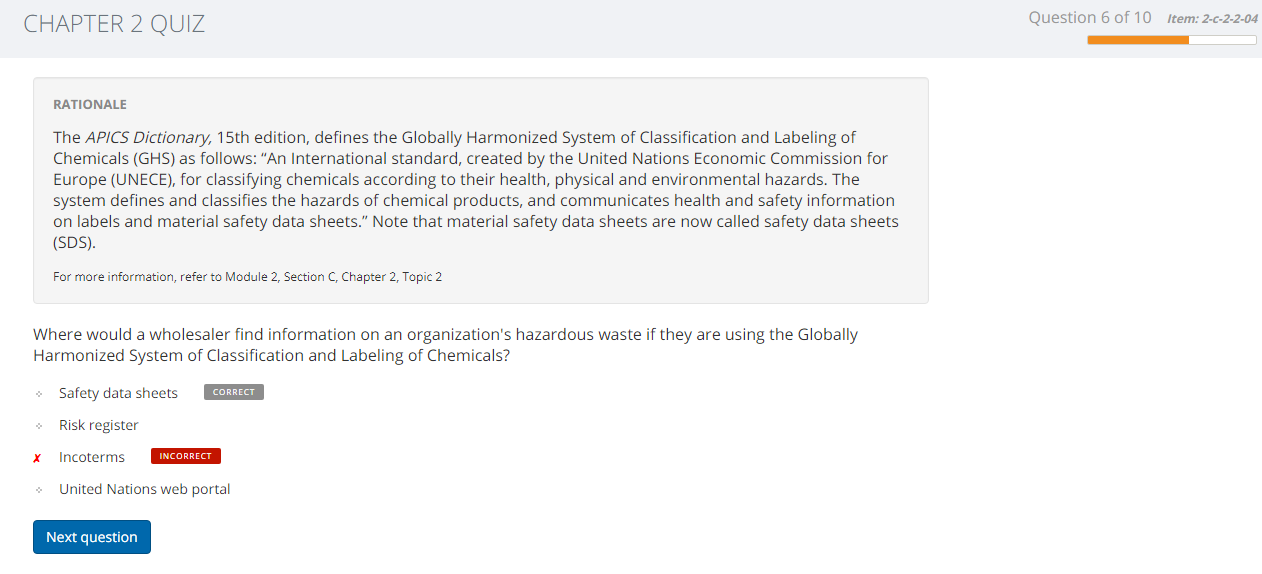 CHAPTER 2 QUIZ
Question 6 of 10 Item: 2-c-2-2-04
RATIONALE
The APICS Dictionary, 15th edition, defines the Globally Harmonized System of Classification and Labeling of
Chemicals (GHS) as follows: “An International standard, created by the United Nations Economic Commission for
Europe (UNECE), for classifying chemicals according to their health, physical and environmental hazards. The
system defines and classifies the hazards of chemical products, and communicates health and safety information
on labels and material safety data sheets.” Note that material safety data sheets are now called safety data sheets
(SDS).
For more information, refer to Module 2, Section C, Chapter 2, Topic 2
Where would a wholesaler find information on an organization's hazardous waste if they are using the Globally
Harmonized System of Classification and Labeling of Chemicals?
Safety data sheets CORRECT
Risk register
✗ Incoterms INCORRECT
United Nations web portal
Next question